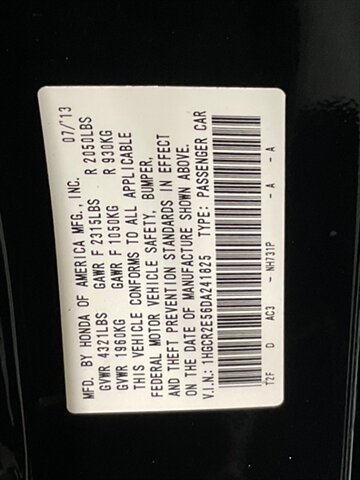 MFD. BY HONDA OF AMERICA MFG., INC. 07/'13
GVWR 4321LBS GAWR F 2315LBS R 2050LBS
GVWR 1960KG GAWR F 1050KG R 930KG
THIS VEHICLE CONFORMS TO ALL APPLICABLE
FEDERAL MOTOR VEHICLE SAFETY, BUMPER,
AND THEFT PREVENTION STANDARDS IN EFFECT
ON THE DATE OF MANUFACTURE SHOWN ABOVE.
V.I.N.: 1HGCR2E56DA241825 TYPE: PASSENGER CAR
T2F D AC3 - NH731P - A - A